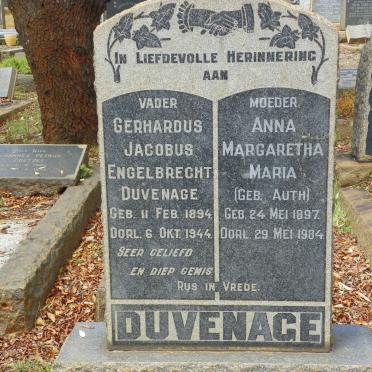 In Liefdevolle Herinnering
AAN
VADER
GERHARDUS
JACOBUS
ENGELBRECHT
DUVENAGE
GEB. 11 FEB. 1894.
OORL. 6 OKT. 1944.
SEER GELIEFD
EN DIEP GEMIS
MOEDER
ANNA
MARGARETHA
MARIA
(GEB. AUTH)
GEB. 24 MEI 1897.
OORL. 29 MEI 1984.
RUS IN VREDE.
DUVENAGE